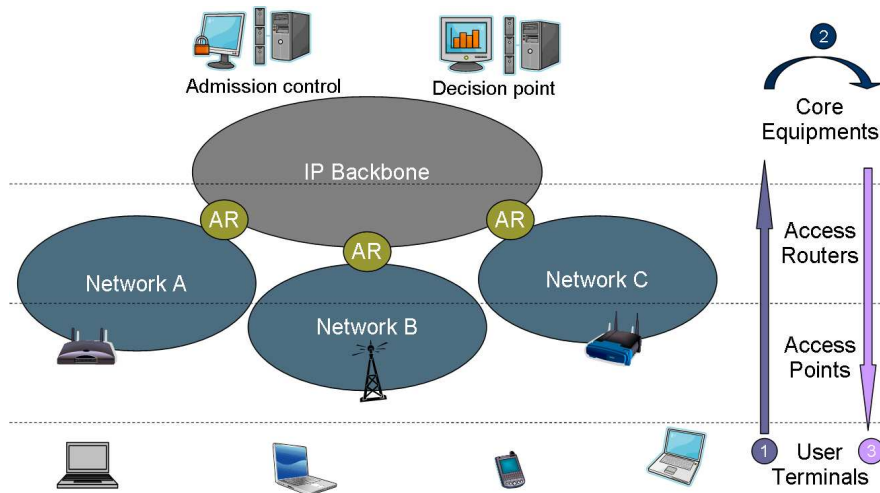 2
Admission control
Decision point
Core
Equipments
IP Backbone
AR
AR
AR
Access
Routers
Network A
Network C
Network B
Access
Points
1
User
Terminals
3